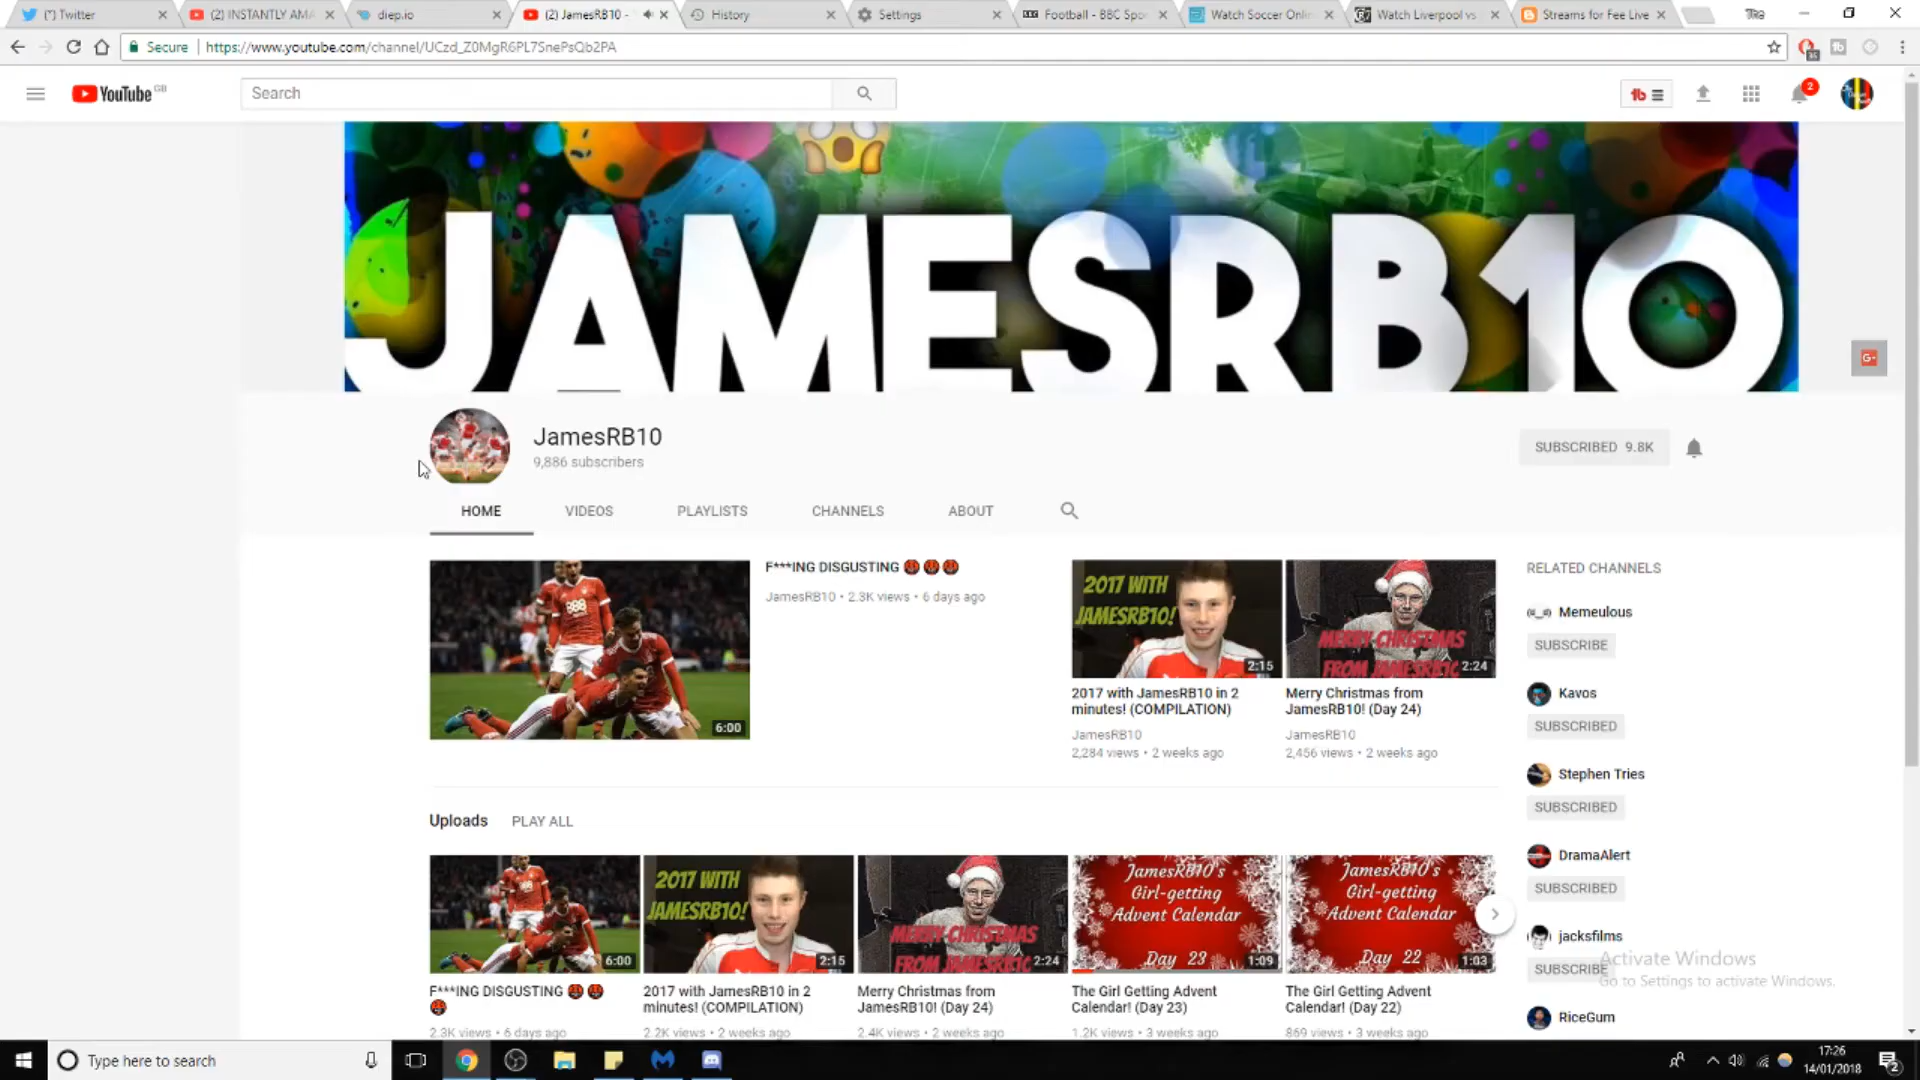 (*) Twitter
(2) INSTANTLY AMA
diep.io
(2) JamesRB10 -
History
Settings
Football - BBC Spo
Watch Soccer Onlin
Watch Liverpool vs
Streams for Fee Live
Secure
https://www.youtube.com/channel/UCzd_Z0MgR6PL7SnePsQb2PA
YouTube GB
Search
tb
2
JAMESRB10
G+
JamesRB10
9,886 subscribers
SUBSCRIBED 9.8K
HOME
VIDEOS
PLAYLISTS
CHANNELS
ABOUT
888
6:00
F***ING DISGUSTING 😡 😡 😡
JamesRB10 • 2.3K views • 6 days ago
2017 WITH
JAMESRB10!
2:15
2017 with JamesRB10 in 2
minutes! (COMPILATION)
JamesRB10
2,284 views • 2 weeks ago
MERRY CHRISTMAS
FROM JAMESRB10
2:24
Merry Christmas from
JamesRB10! (Day 24)
JamesRB10
2,456 views • 2 weeks ago
RELATED CHANNELS
Memeulous
SUBSCRIBE
Kavos
SUBSCRIBED
Stephen Tries
SUBSCRIBED
DramaAlert
SUBSCRIBED
jacksfilms
SUBSCRIBE
RiceGum
Uploads
PLAY ALL
6:00
F***ING DISGUSTING 😡 😡
😡
2.3K views • 6 days ago
2017 WITH
JAMESRB10!
2:15
2017 with JamesRB10 in 2
minutes! (COMPILATION)
2.2K views • 2 weeks ago
MERRY CHRISTMAS
FROM JAMESRB10
2:24
Merry Christmas from
JamesRB10! (Day 24)
2.4K views • 2 weeks ago
JamesRB10's
Girl-getting
Advent Calendar
Day 23
1:09
The Girl Getting Advent
Calendar! (Day 23)
1.2K views • 3 weeks ago
JamesRB10's
Girl-getting
Advent Calendar
Day 22
1:03
The Girl Getting Advent
Calendar! (Day 22)
869 views • 3 weeks ago
Activate Windows
Go to Settings to activate Windows.
Type here to search
17:26
14/01/2018
2